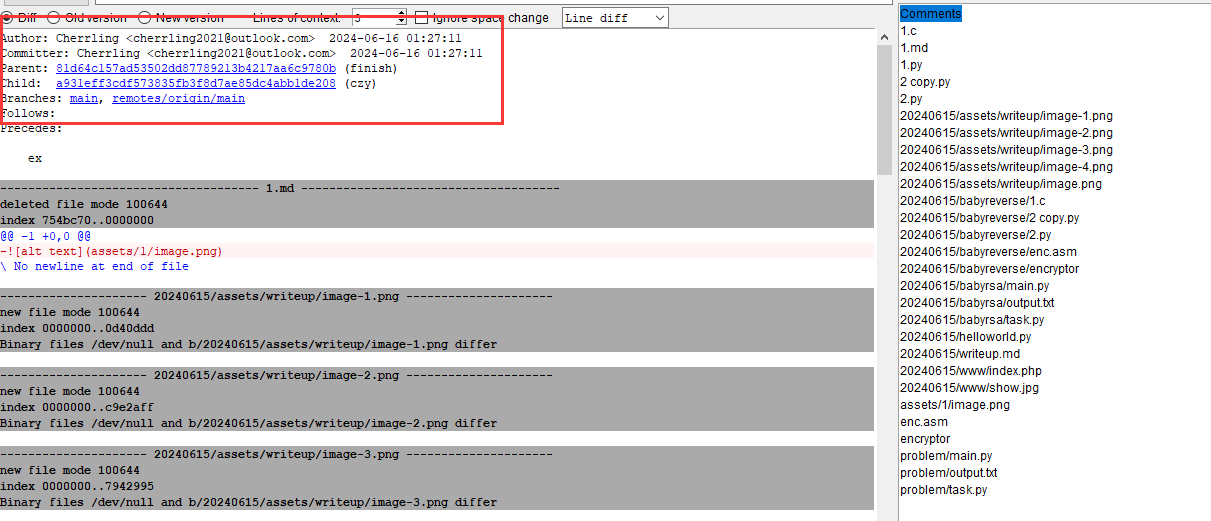 Diff Old version New version Lines of context: 3 Ignore space change Line diff
Author: Cherrling <cherrling2021@outlook.com>  2024-06-16 01:27:11
Committer: Cherrling <cherrling2021@outlook.com>  2024-06-16 01:27:11
Parent: 81d64c157ad53502dd87789213b4217aa6c9780b (finish)
Child:  a931eff3cdf573835fb3f8d7ae85dc4abb1de208 (czy)
Branches: main, remotes/origin/main
Follows:
Precedes:
ex
------------------------------------- 1.md -------------------------------------
deleted file mode 100644
index 754bc70..0000000
@@ -1 +0,0 @@
-![alt text](assets/1/image.png)
\ No newline at end of file
--------------------- 20240615/assets/writeup/image-1.png ---------------------
new file mode 100644
index 0000000..0d40ddd
Binary files /dev/null and b/20240615/assets/writeup/image-1.png differ
--------------------- 20240615/assets/writeup/image-2.png ---------------------
new file mode 100644
index 0000000..c9e2aff
Binary files /dev/null and b/20240615/assets/writeup/image-2.png differ
--------------------- 20240615/assets/writeup/image-3.png ---------------------
new file mode 100644
index 0000000..7942995
Binary files /dev/null and b/20240615/assets/writeup/image-3.png differ
Comments
1.c
1.md
1.py
2 copy.py
2.py
20240615/assets/writeup/image-1.png
20240615/assets/writeup/image-2.png
20240615/assets/writeup/image-3.png
20240615/assets/writeup/image-4.png
20240615/assets/writeup/image.png
20240615/babyreverse/1.c
20240615/babyreverse/2 copy.py
20240615/babyreverse/2.py
20240615/babyreverse/enc.asm
20240615/babyreverse/encryptor
20240615/babyrsa/main.py
20240615/babyrsa/output.txt
20240615/babyrsa/task.py
20240615/helloworld.py
20240615/writeup.md
20240615/www/index.php
20240615/www/show.jpg
assets/1/image.png
enc.asm
encryptor
problem/main.py
problem/output.txt
problem/task.py